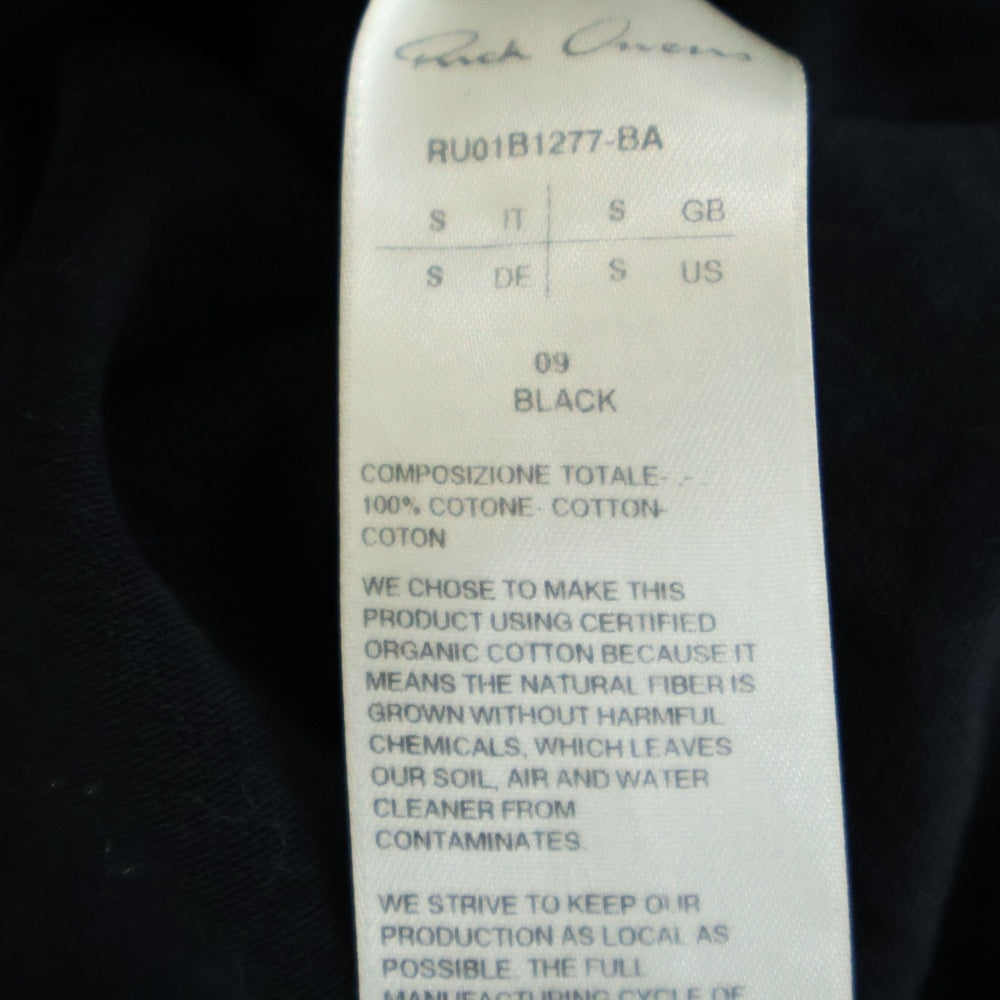 Rick Owens
RU01B1277-BA
S IT S GB
S DE S US
09
BLACK
COMPOSIZIONE TOTALE- .- .
100% COTONE- COTTON-
COTON
WE CHOSE TO MAKE THIS
PRODUCT USING CERTIFIED
ORGANIC COTTON BECAUSE IT
MEANS THE NATURAL FIBER IS
GROWN WITHOUT HARMFUL
CHEMICALS, WHICH LEAVES
OUR SOIL, AIR AND WATER
CLEANER FROM
CONTAMINATES.
WE STRIVE TO KEEP OUR
PRODUCTION AS LOCAL AS
POSSIBLE. THE FULL
MANUFACTURING CYCLE OF